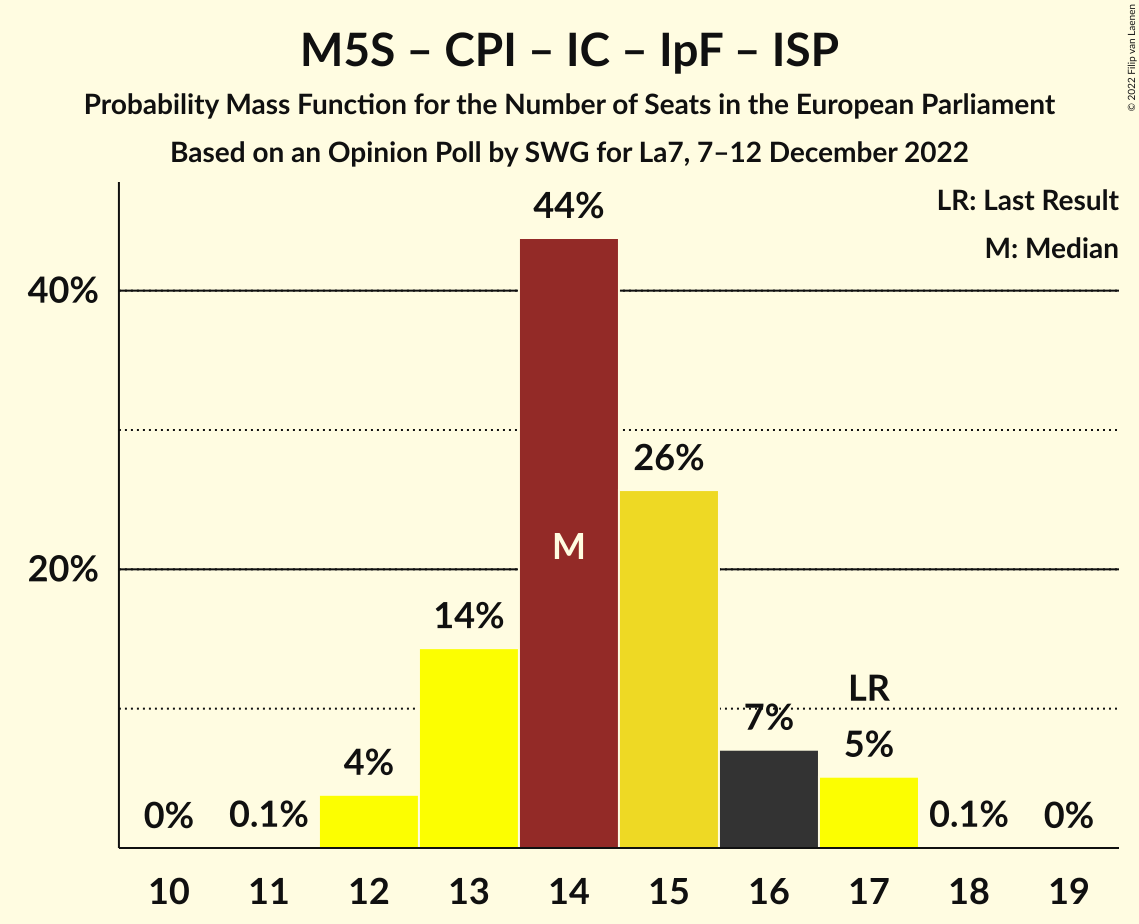 M5S – CPI – IC – IpF – ISP
Probability Mass Function for the Number of Seats in the European Parliament
Based on an Opinion Poll by SWG for La7, 7–12 December 2022
© 2022 Filip van Laenen
LR: Last Result
M: Median
44%
40%
26%
M
20%
14%
LR
7%
5%
4%
0%
0.1%
0.1%
0%
10 11 12 13 14 15 16 17 18 19